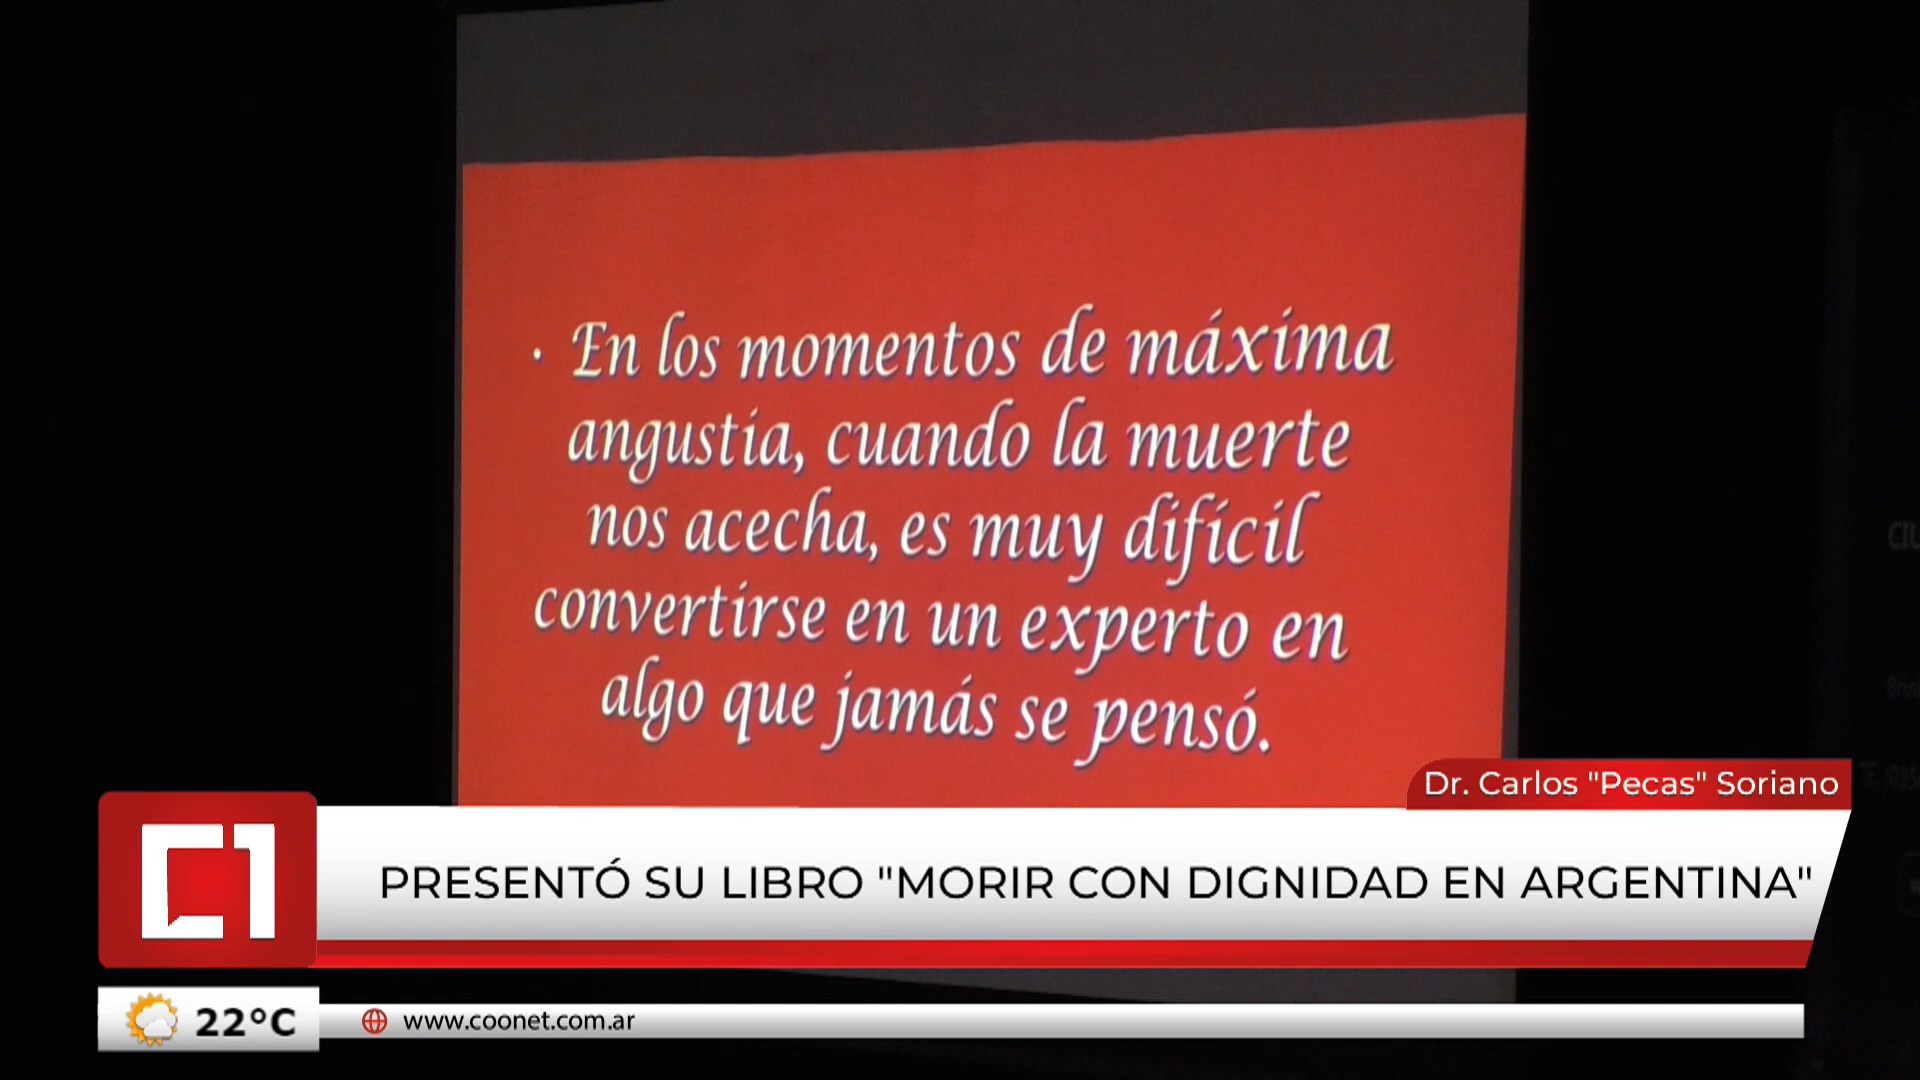 · En los momentos de máxima
angustia, cuando la muerte
nos acecha, es muy difícil
convertirse en un experto en
algo que jamás se pensó.
Dr. Carlos "Pecas" Soriano
C1
PRESENTÓ SU LIBRO "MORIR CON DIGNIDAD EN ARGENTINA"
22°C
www.coonet.com.ar